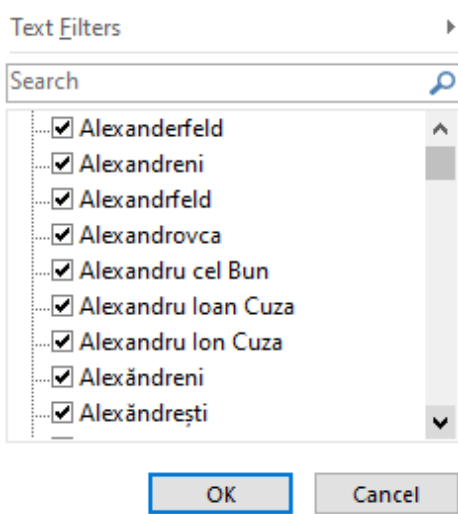 Text Filters
Search
Alexanderfeld
Alexandreni
Alexandrfeld
Alexandrovca
Alexandru cel Bun
Alexandru Ioan Cuza
Alexandru Ion Cuza
Alexăndreni
Alexăndrești
OK Cancel